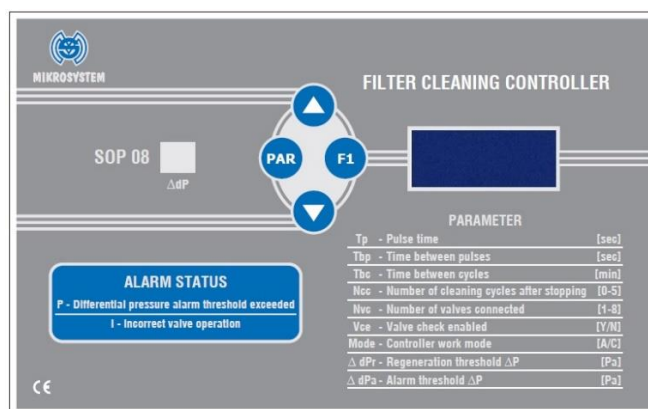 MIKROSYSTEM
FILTER CLEANING CONTROLLER
SOP 08
ΔdP
PAR
F1
PARAMETER
Tp - Pulse time [sec]
Tbp - Time between pulses [sec]
Tbc - Time between cycles [min]
Ncc - Number of cleaning cycles after stopping [0-5]
Nvc - Number of valves connected [1-8]
Vce - Valve check enabled [Y/N]
Mode - Controller work mode [A/C]
Δ dPr - Regeneration threshold ΔP [Pa]
Δ dPa - Alarm threshold ΔP [Pa]
ALARM STATUS
P - Differential pressure alarm threshold exceeded
I - Incorrect valve operation
CE